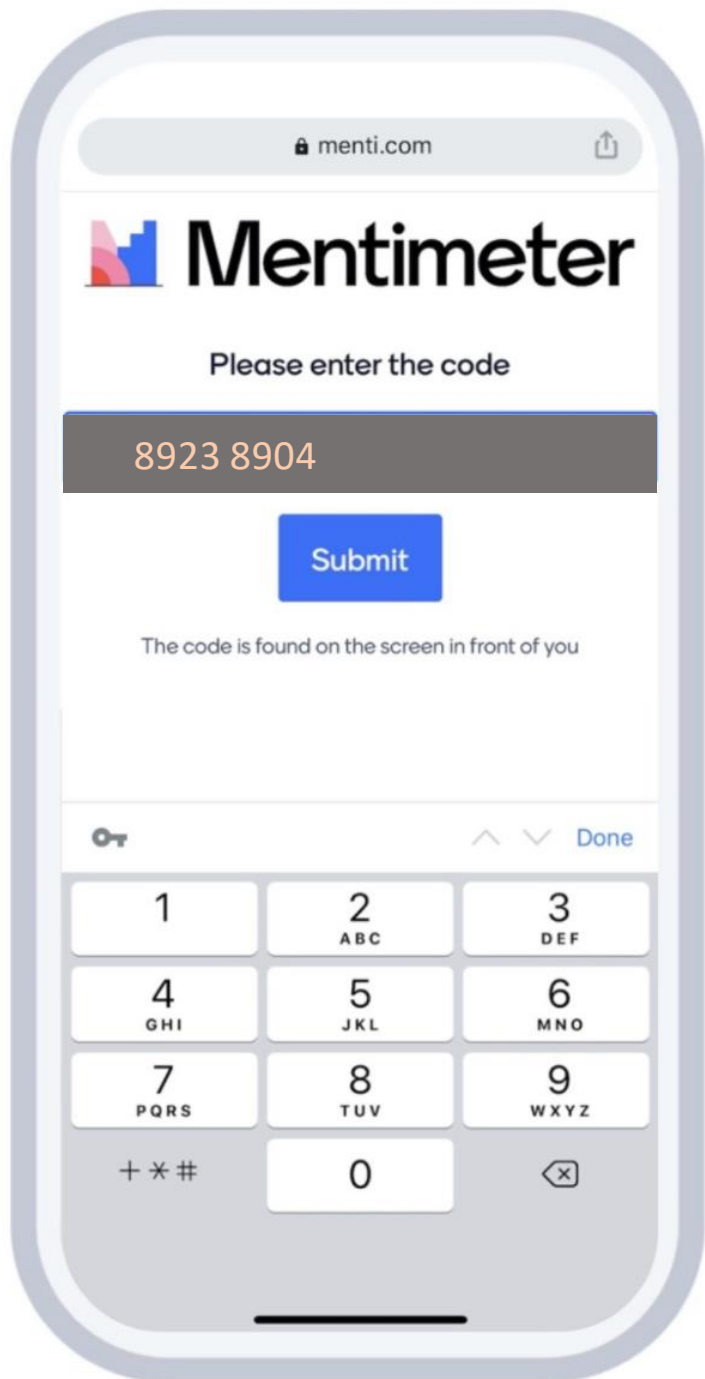 menti.com
Mentimeter
Please enter the code
8923 8904
Submit
The code is found on the screen in front of you
Done
1 2 3
ABC DEF
4 5 6
GHI JKL MNO
7 8 9
PQRS TUV WXYZ
+*# 0